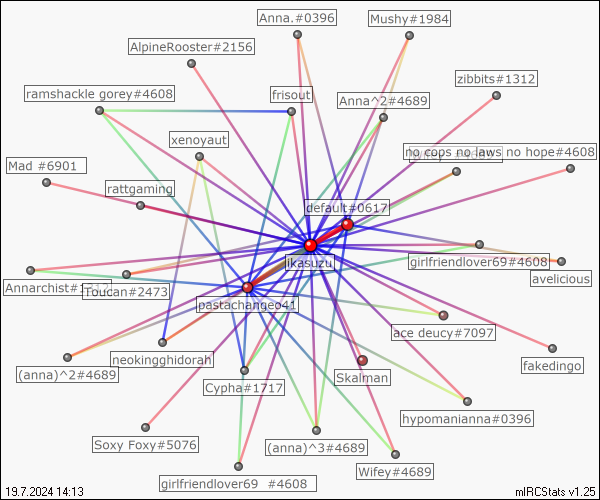 Anna.#0396
Mushy#1984
AlpineRooster#2156
zibbits#1312
ramshackle gorey#4608
frisout
Anna^2#4689
xenoyaut
no cops no laws no hope#4608
Mad #6901
rattgaming
default#0617
ikasuzu
girlfriendlover69#4608
avelicious
Annarchist#
Toucan#2473
pastachangeo41
ace deucy#7097
neokingghidorah
fakedingo
(anna)^2#4689
Cypha#1717
Skalman
hypomanianna#0396
Soxy Foxy#5076
(anna)^3#4689
Wifey#4689
girlfriendlover69 #4608
19.7.2024 14:13
mIRCStats v1.25